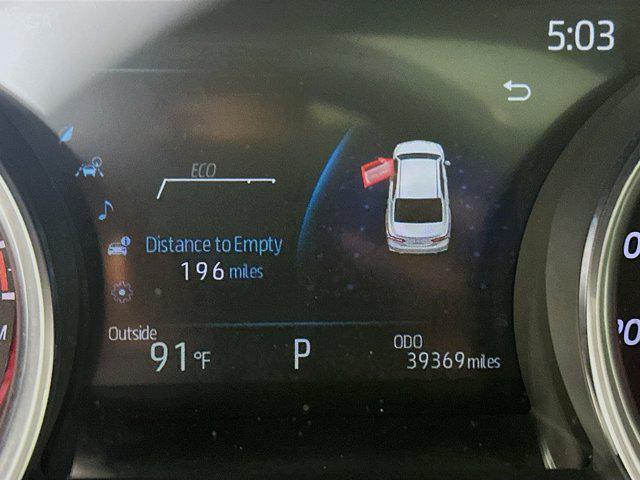 5:03
ECO
Distance to Empty
196 miles
Outside
91°F
P
ODO
39369 miles